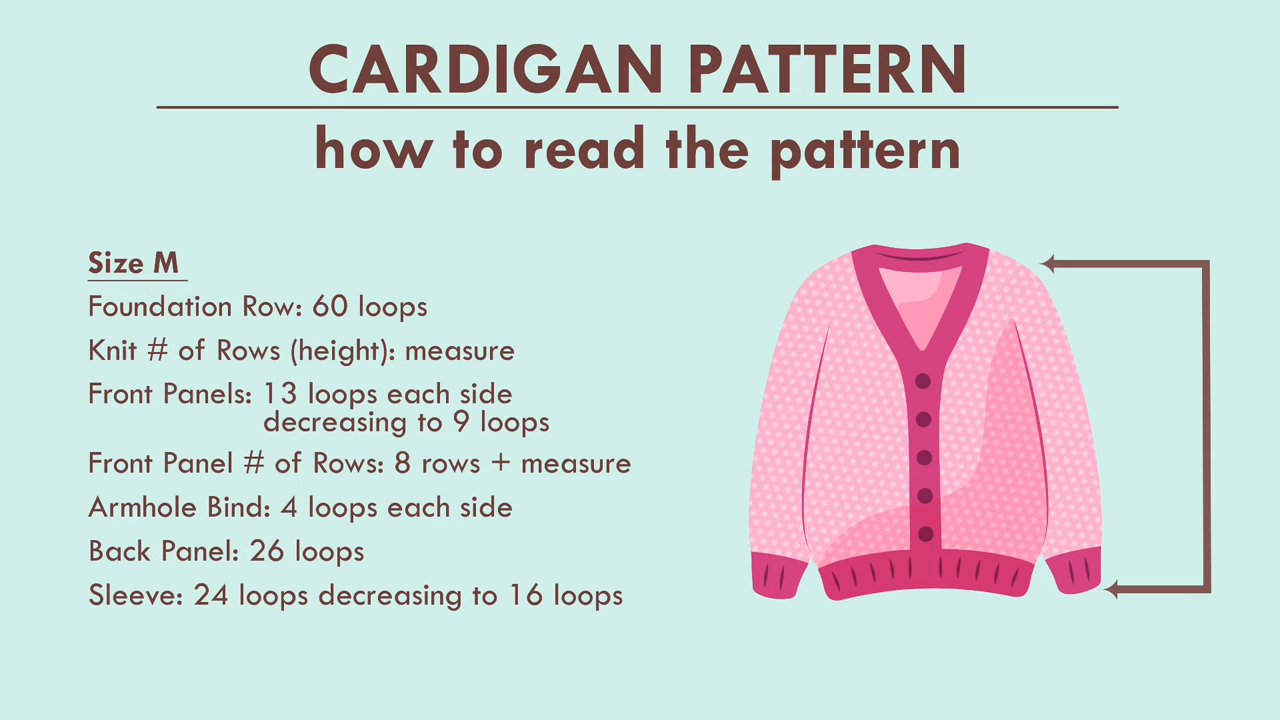 CARDIGAN PATTERN
how to read the pattern
Size M
Foundation Row: 60 loops
Knit # of Rows (height): measure
Front Panels: 13 loops each side
decreasing to 9 loops
Front Panel # of Rows: 8 rows + measure
Armhole Bind: 4 loops each side
Back Panel: 26 loops
Sleeve: 24 loops decreasing to 16 loops